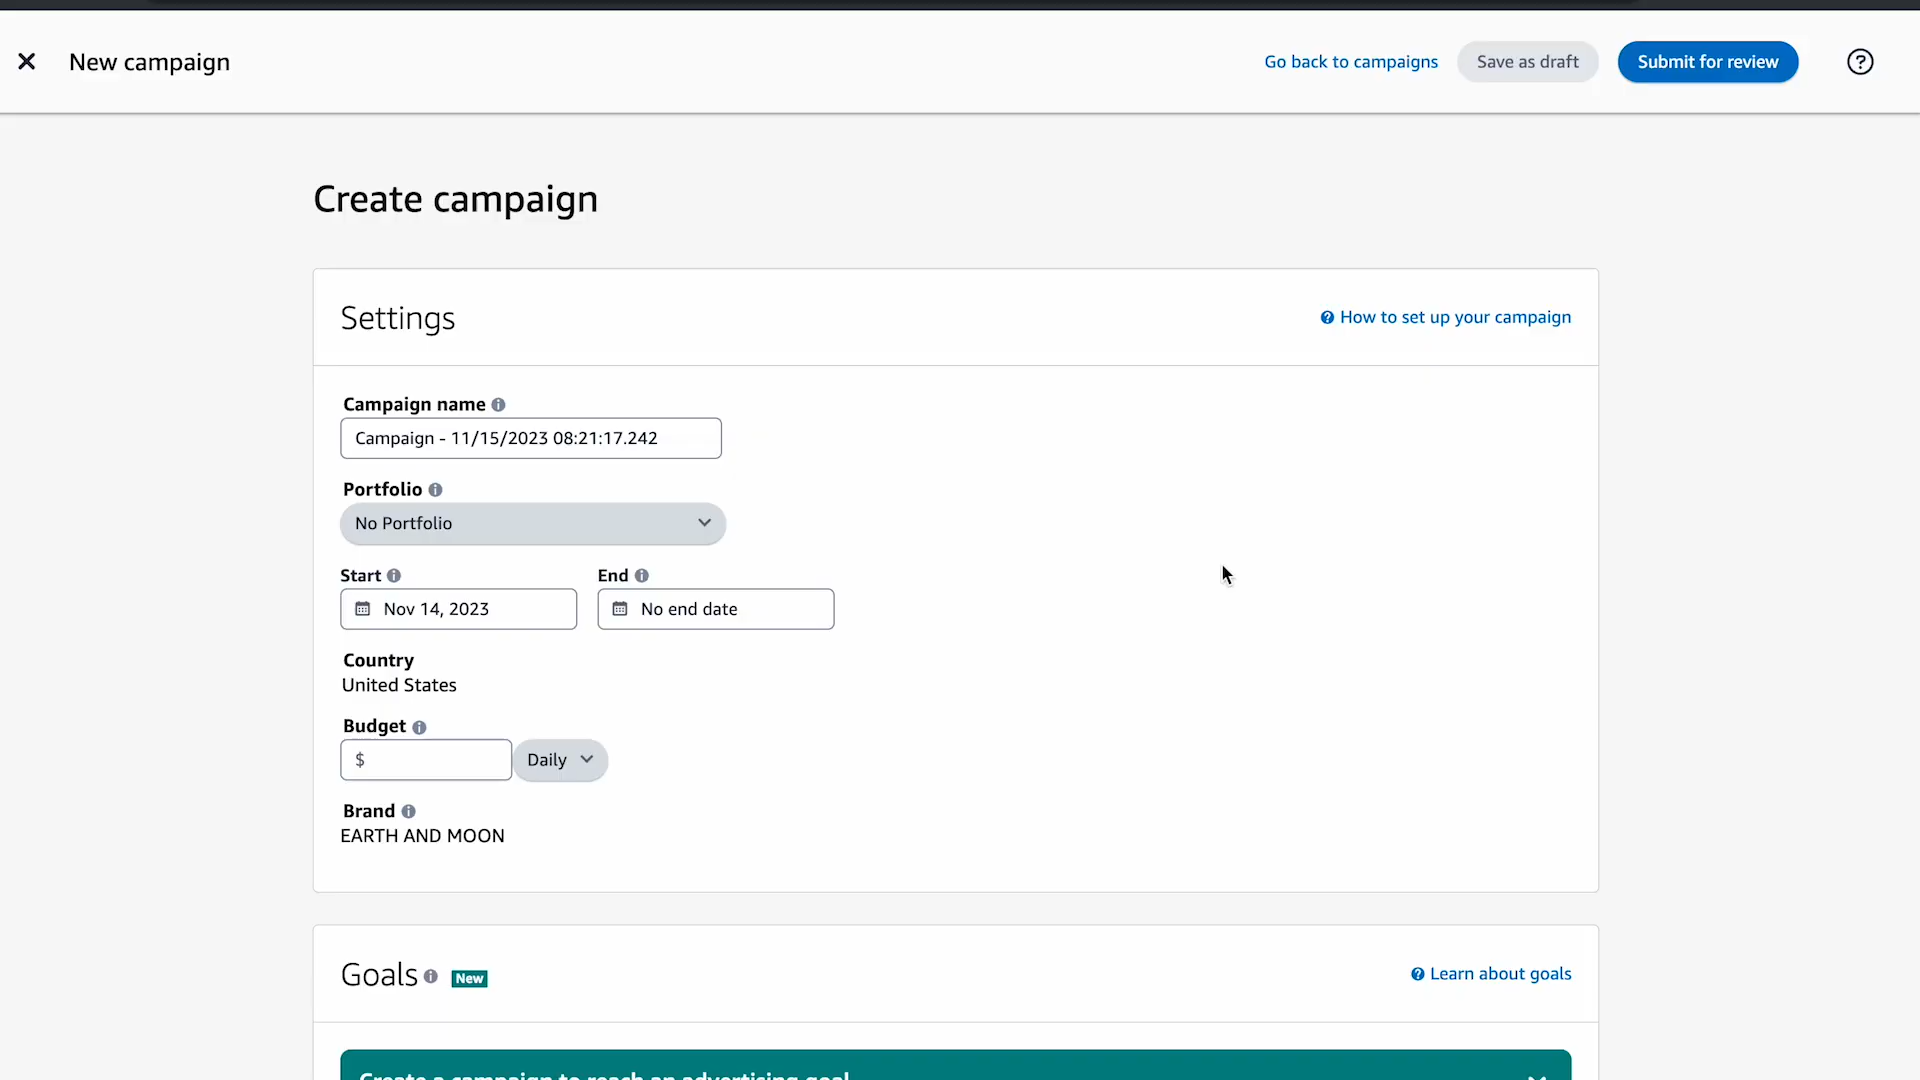 New campaign
Go back to campaigns
Save as draft
Submit for review
Create campaign
Settings
How to set up your campaign
Campaign name
Campaign - 11/15/2023 08:21:17.242
Portfolio
No Portfolio
Start
End
Nov 14, 2023
No end date
Country
United States
Budget
$
Daily
Brand
EARTH AND MOON
Goals
New
Learn about goals
Create a campaign to reach an advertising goal